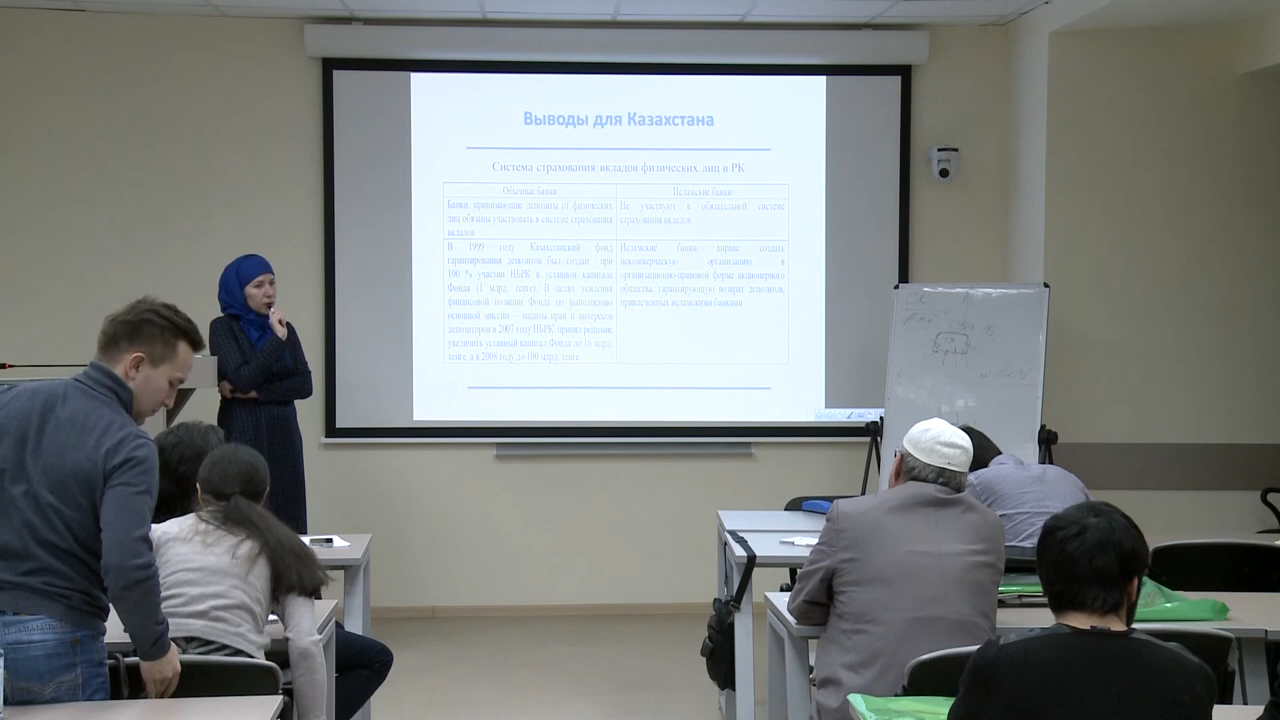 Выводы для Казахстана
Система страхования вкладов физических лиц в РК
Обычные банки
Исламские банки
Банки, принимающие депозиты от физических
лиц обязаны участвовать в системе страхования
вкладов
Не участвуют в обязательной системе
страхования вкладов
В 1999 году Казахстанский фонд
гарантирования депозитов был создан при
100 % участии НБРК в уставном капитале
Фонда (1 млрд. тенге). В целях усиления
финансовой позиции Фонда по выполнению
основной миссии – защиты прав и интересов
депозиторов в 2007 году НБРК принял решение
увеличить уставный капитал Фонда до 16 млрд.
тенге, а в 2008 году до 100 млрд. тенге.
Исламские банки вправе создать
некоммерческую организацию в
организационно-правовой форме акционерного
общества, гарантирующую возврат депозитов,
привлеченных исламскими банками